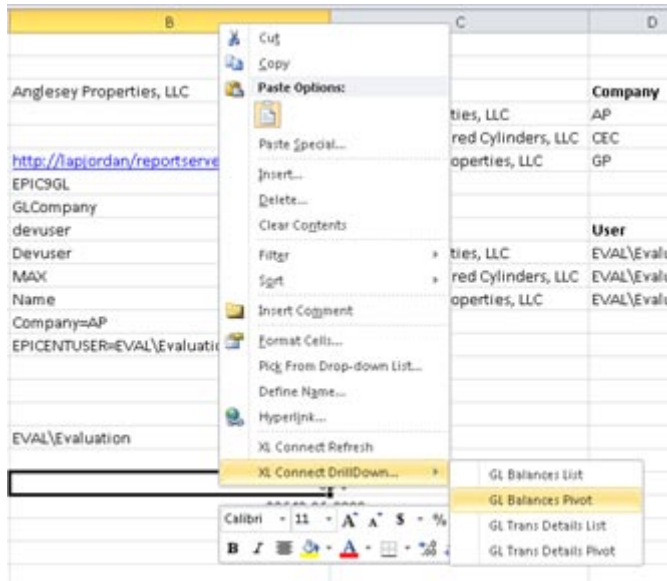 B C D
Anglesey Properties, LLC
http://lapjordan/reportserve
EPIC9GL
GLCompany
devuser
Devuser
MAX
Name
Company=AP
EPICENTUSER=EVAL\Evaluatio
EVAL\Evaluation
Cut
Copy
Paste Options:
Paste Special...
Insert...
Delete...
Clear Contents
Filter
Sort
Insert Comment
Format Cells...
Pick From Drop-down List...
Define Name...
Hyperlink...
XL Connect Refresh
XL Connect DrillDown...
GL Balances List
GL Balances Pivot
GL Trans Details List
GL Trans Details Pivot
Calibri 11 A A $ %
B I A
Company
ties, LLC AP
red Cylinders, LLC CEC
operties, LLC GP
User
ties, LLC EVAL\Evalu
red Cylinders, LLC EVAL\Evalu
operties, LLC EVAL\Evalu